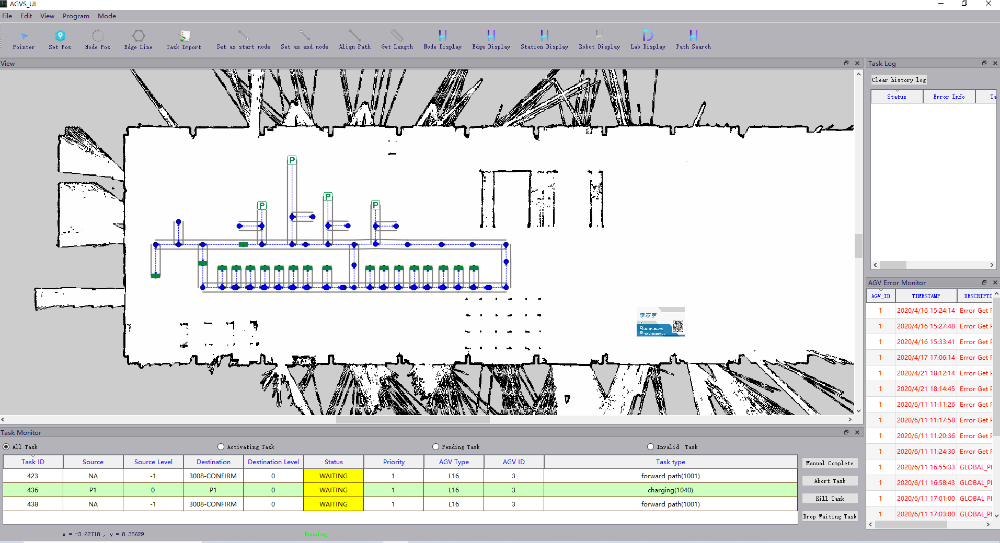 AGVS_UI
File Edit View Program Mode
Pointer Set Pos Node Pos Edge Line Task Import Set as start node Set as end node Align Path Get Length Node Display Edge Display Station Display Robot Display Lab Display Path Search
View
Task Log
Clear history log
Status Error Info Ta
P
P
P
P
李志宇
AGV Error Monitor
AGV_ID TIMESTAMP DESCRIPTI
1 2020/4/16 15:24:14 Error Get F
1 2020/4/16 15:27:48 Error Get F
1 2020/4/16 15:33:41 Error Get F
1 2020/4/17 17:06:14 Error Get F
1 2020/4/21 18:12:14 Error Get F
1 2020/4/21 18:14:45 Error Get F
1 2020/6/11 11:11:26 Error Get F
1 2020/6/11 11:17:58 Error Get F
1 2020/6/11 11:20:36 Error Get F
1 2020/6/11 11:24:30 Error Get F
1 2020/6/11 16:55:33 GLOBAL_PL
1 2020/6/11 16:58:43 GLOBAL_PL
1 2020/6/11 17:01:00 GLOBAL_PL
1 2020/6/11 17:03:00 GLOBAL_PL
Task Monitor
All Task Activating Task Pending Task Invalid Task
Task ID Source Source Level Destination Destination Level Status Priority AGV Type AGV ID Task type
423 NA -1 3008-CONFIRM 0 WAITING 1 L16 3 forward path(1001)
436 P1 0 P1 0 WAITING 1 L16 3 charging(1040)
438 NA -1 3008-CONFIRM 0 WAITING 1 L16 3 forward path(1001)
Manual Complete
Abort Task
Kill Task
Drop Waiting Task
x = -3.62718 , y = 8.35629
Running